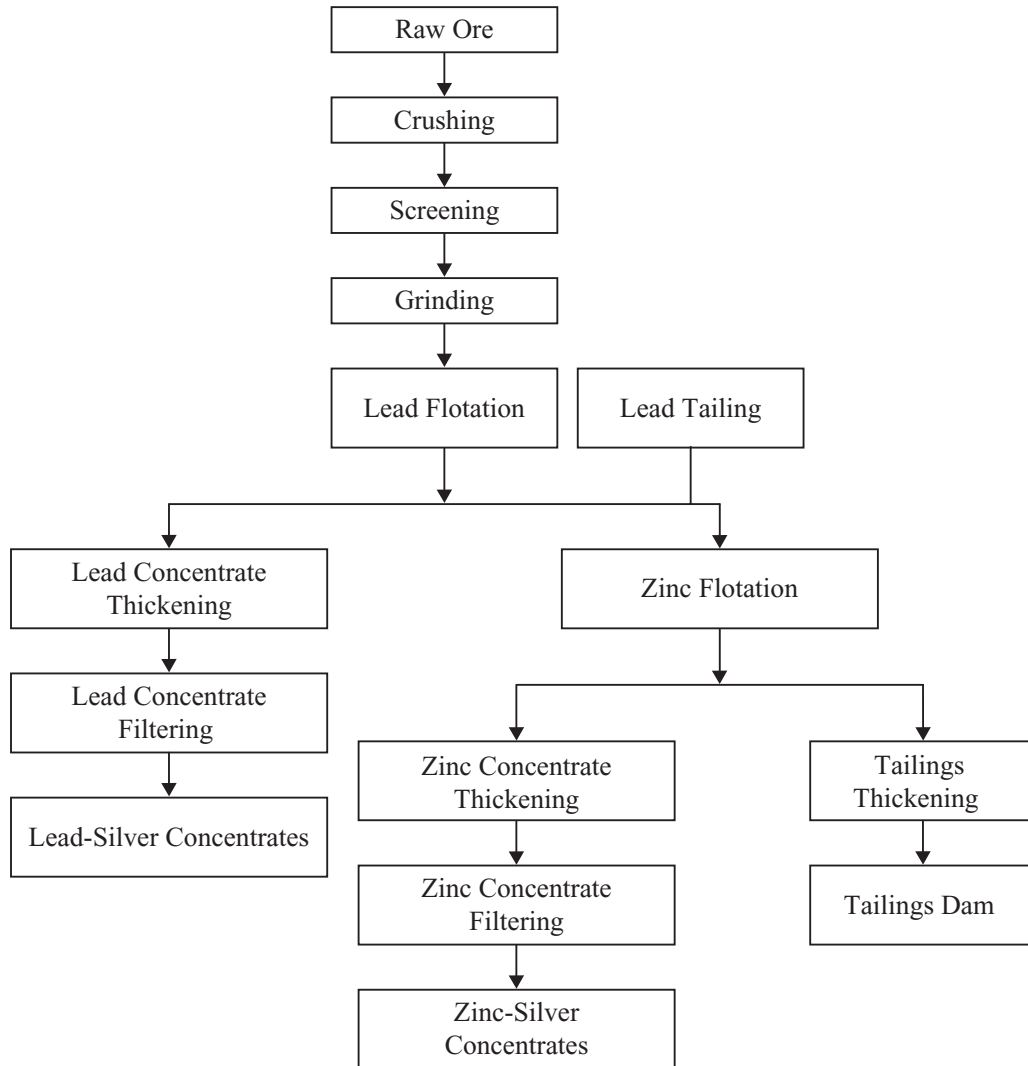 Raw Ore
Crushing
Screening
Grinding
Lead Flotation
Lead Tailing
Lead Concentrate
Thickening
Zinc Flotation
Lead Concentrate
Filtering
Zinc Concentrate
Thickening
Tailings
Thickening
Lead-Silver Concentrates
Zinc Concentrate
Filtering
Tailings Dam
Zinc-Silver
Concentrates